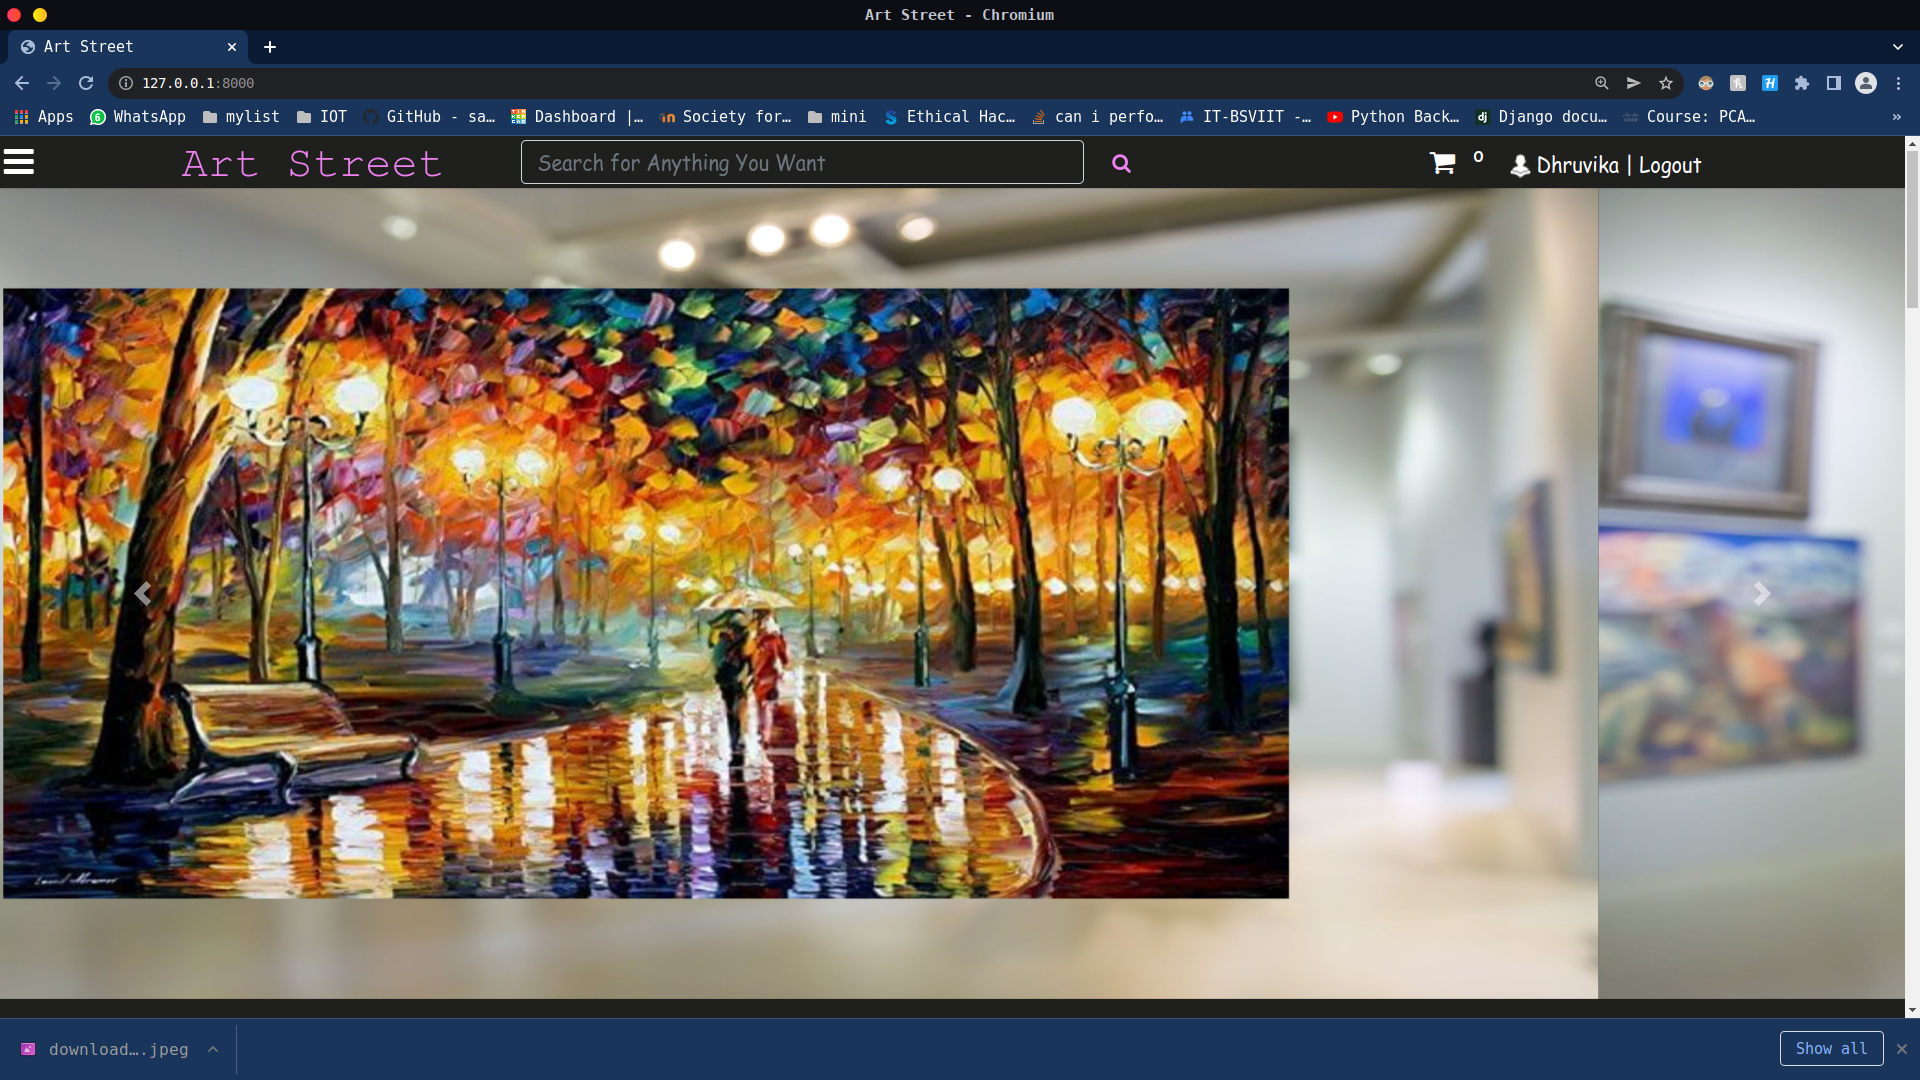 Art Street - Chromium
Art Street
127.0.0.1:8000
Apps
6
WhatsApp
mylist
IOT
GitHub - sa…
Dashboard |…
Society for…
mini
Ethical Hac…
can i perfo…
IT-BSVIIT -…
Python Back…
dj
Django docu…
Course: PCA…
»
Art Street
Search for Anything You Want
0
Dhruvika | Logout
download….jpeg
Show all